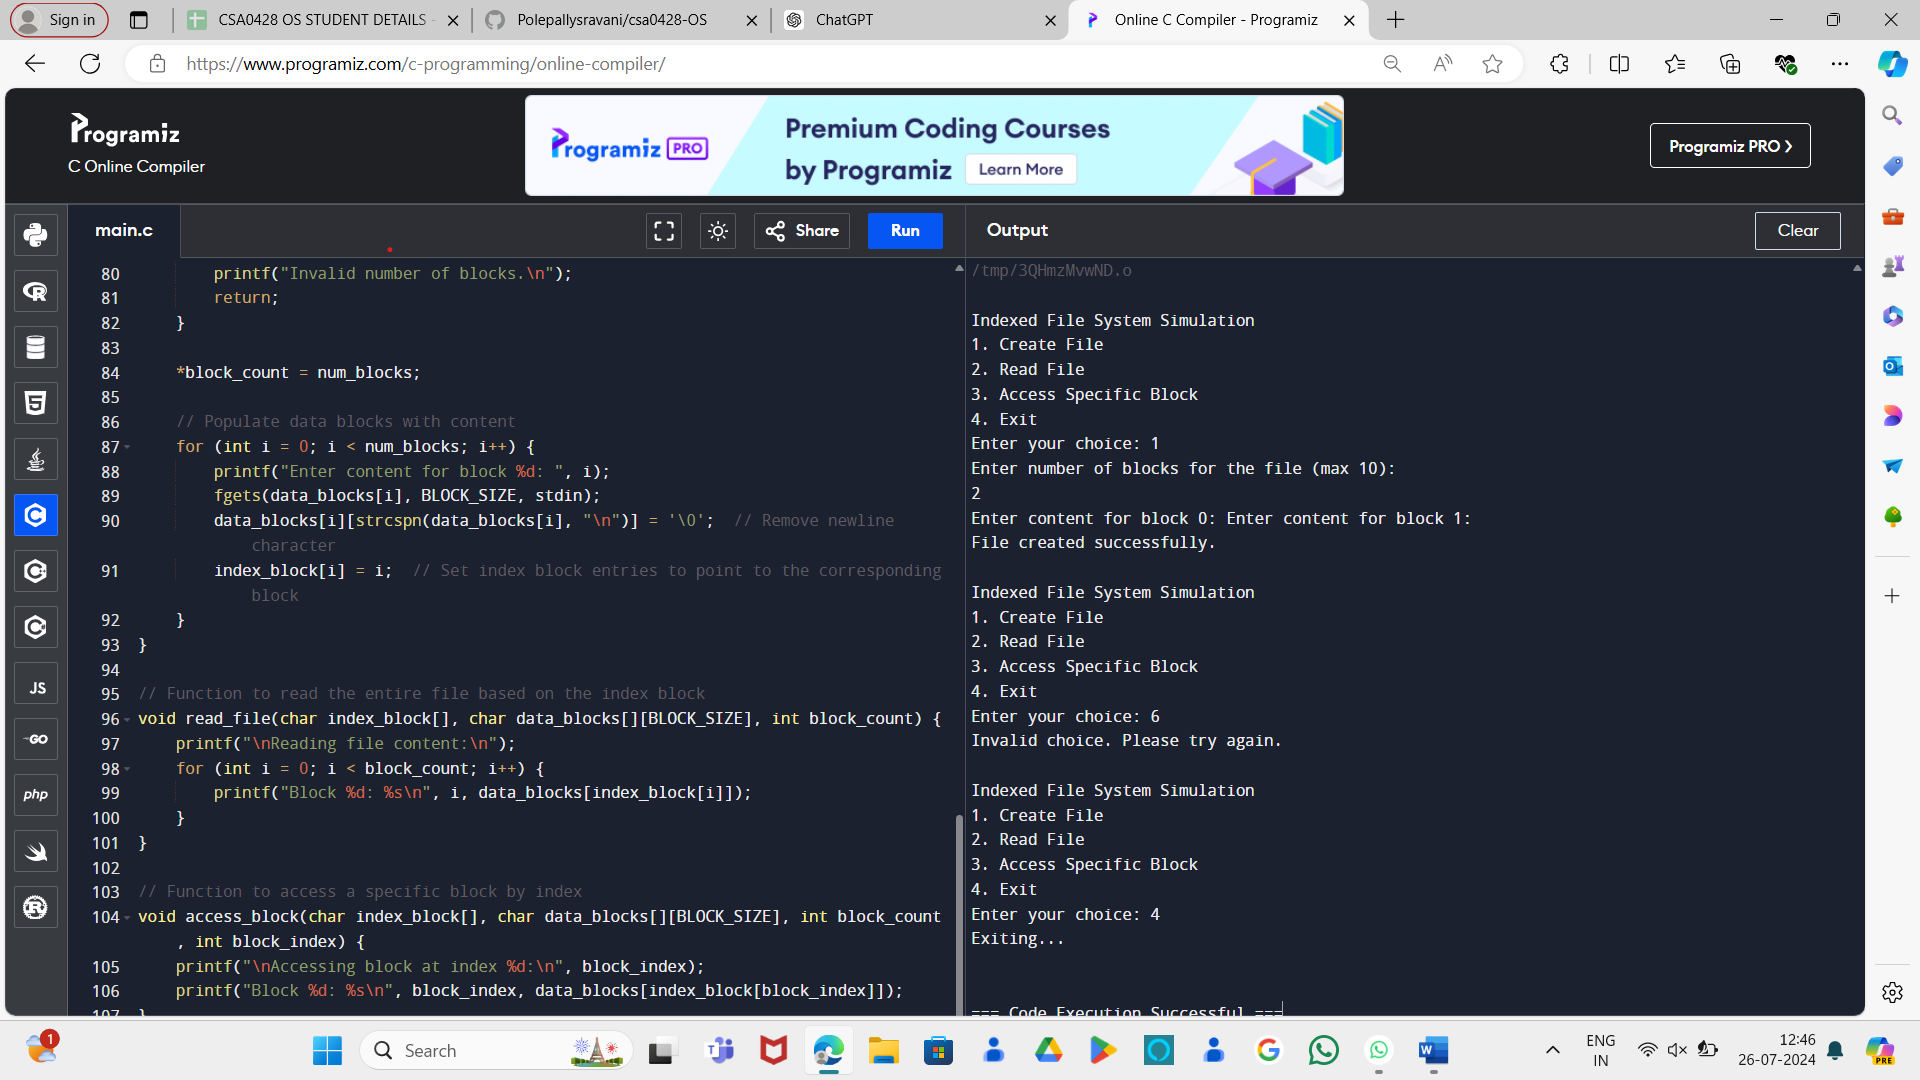 Sign in
CSA0428 OS STUDENT DETAILS -
Polepallysravani/csa0428-OS
ChatGPT
Online C Compiler - Programiz
https://www.programiz.com/c-programming/online-compiler/
Programiz
C Online Compiler
Programiz PRO
Premium Coding Courses
by Programiz
Learn More
Programiz PRO
main.c
Share
Run
Output
Clear
80 printf("Invalid number of blocks.\n");
81 return;
82 }
83
84 *block_count = num_blocks;
85
86 // Populate data blocks with content
87 for (int i = 0; i < num_blocks; i++) {
88 printf("Enter content for block %d: ", i);
89 fgets(data_blocks[i], BLOCK_SIZE, stdin);
90 data_blocks[i][strcspn(data_blocks[i], "\n")] = '\0'; // Remove newline
character
91 index_block[i] = i; // Set index block entries to point to the corresponding
block
92 }
93 }
94
95 // Function to read the entire file based on the index block
96 void read_file(char index_block[], char data_blocks[][BLOCK_SIZE], int block_count) {
97 printf("\nReading file content:\n");
98 for (int i = 0; i < block_count; i++) {
99 printf("Block %d: %s\n", i, data_blocks[index_block[i]]);
100 }
101 }
102
103 // Function to access a specific block by index
104 void access_block(char index_block[], char data_blocks[][BLOCK_SIZE], int block_count
, int block_index) {
105 printf("\nAccessing block at index %d:\n", block_index);
106 printf("Block %d: %s\n", block_index, data_blocks[index_block[block_index]]);
107 }
/tmp/3QHmzMvwND.o
Indexed File System Simulation
1. Create File
2. Read File
3. Access Specific Block
4. Exit
Enter your choice: 1
Enter number of blocks for the file (max 10):
2
Enter content for block 0: Enter content for block 1:
File created successfully.
Indexed File System Simulation
1. Create File
2. Read File
3. Access Specific Block
4. Exit
Enter your choice: 6
Invalid choice. Please try again.
Indexed File System Simulation
1. Create File
2. Read File
3. Access Specific Block
4. Exit
Enter your choice: 4
Exiting...
=== Code Execution Successful ===
JS
GO
php
1
Search
ENG
IN
12:46
26-07-2024
PRE